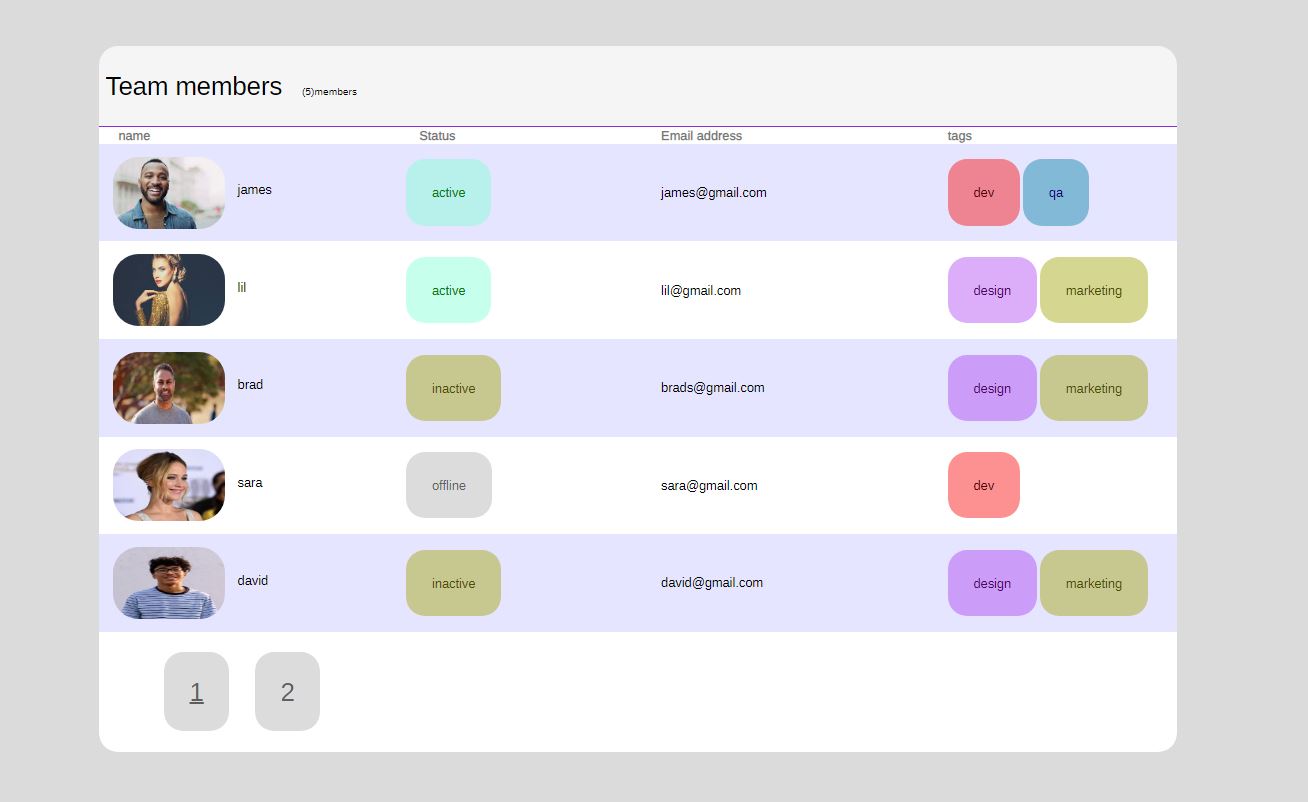 Team members (5)members
name Status Email address tags
james active james@gmail.com dev qa
lil active lil@gmail.com design marketing
brad inactive brads@gmail.com design marketing
sara offline sara@gmail.com dev
david inactive david@gmail.com design marketing
1 2